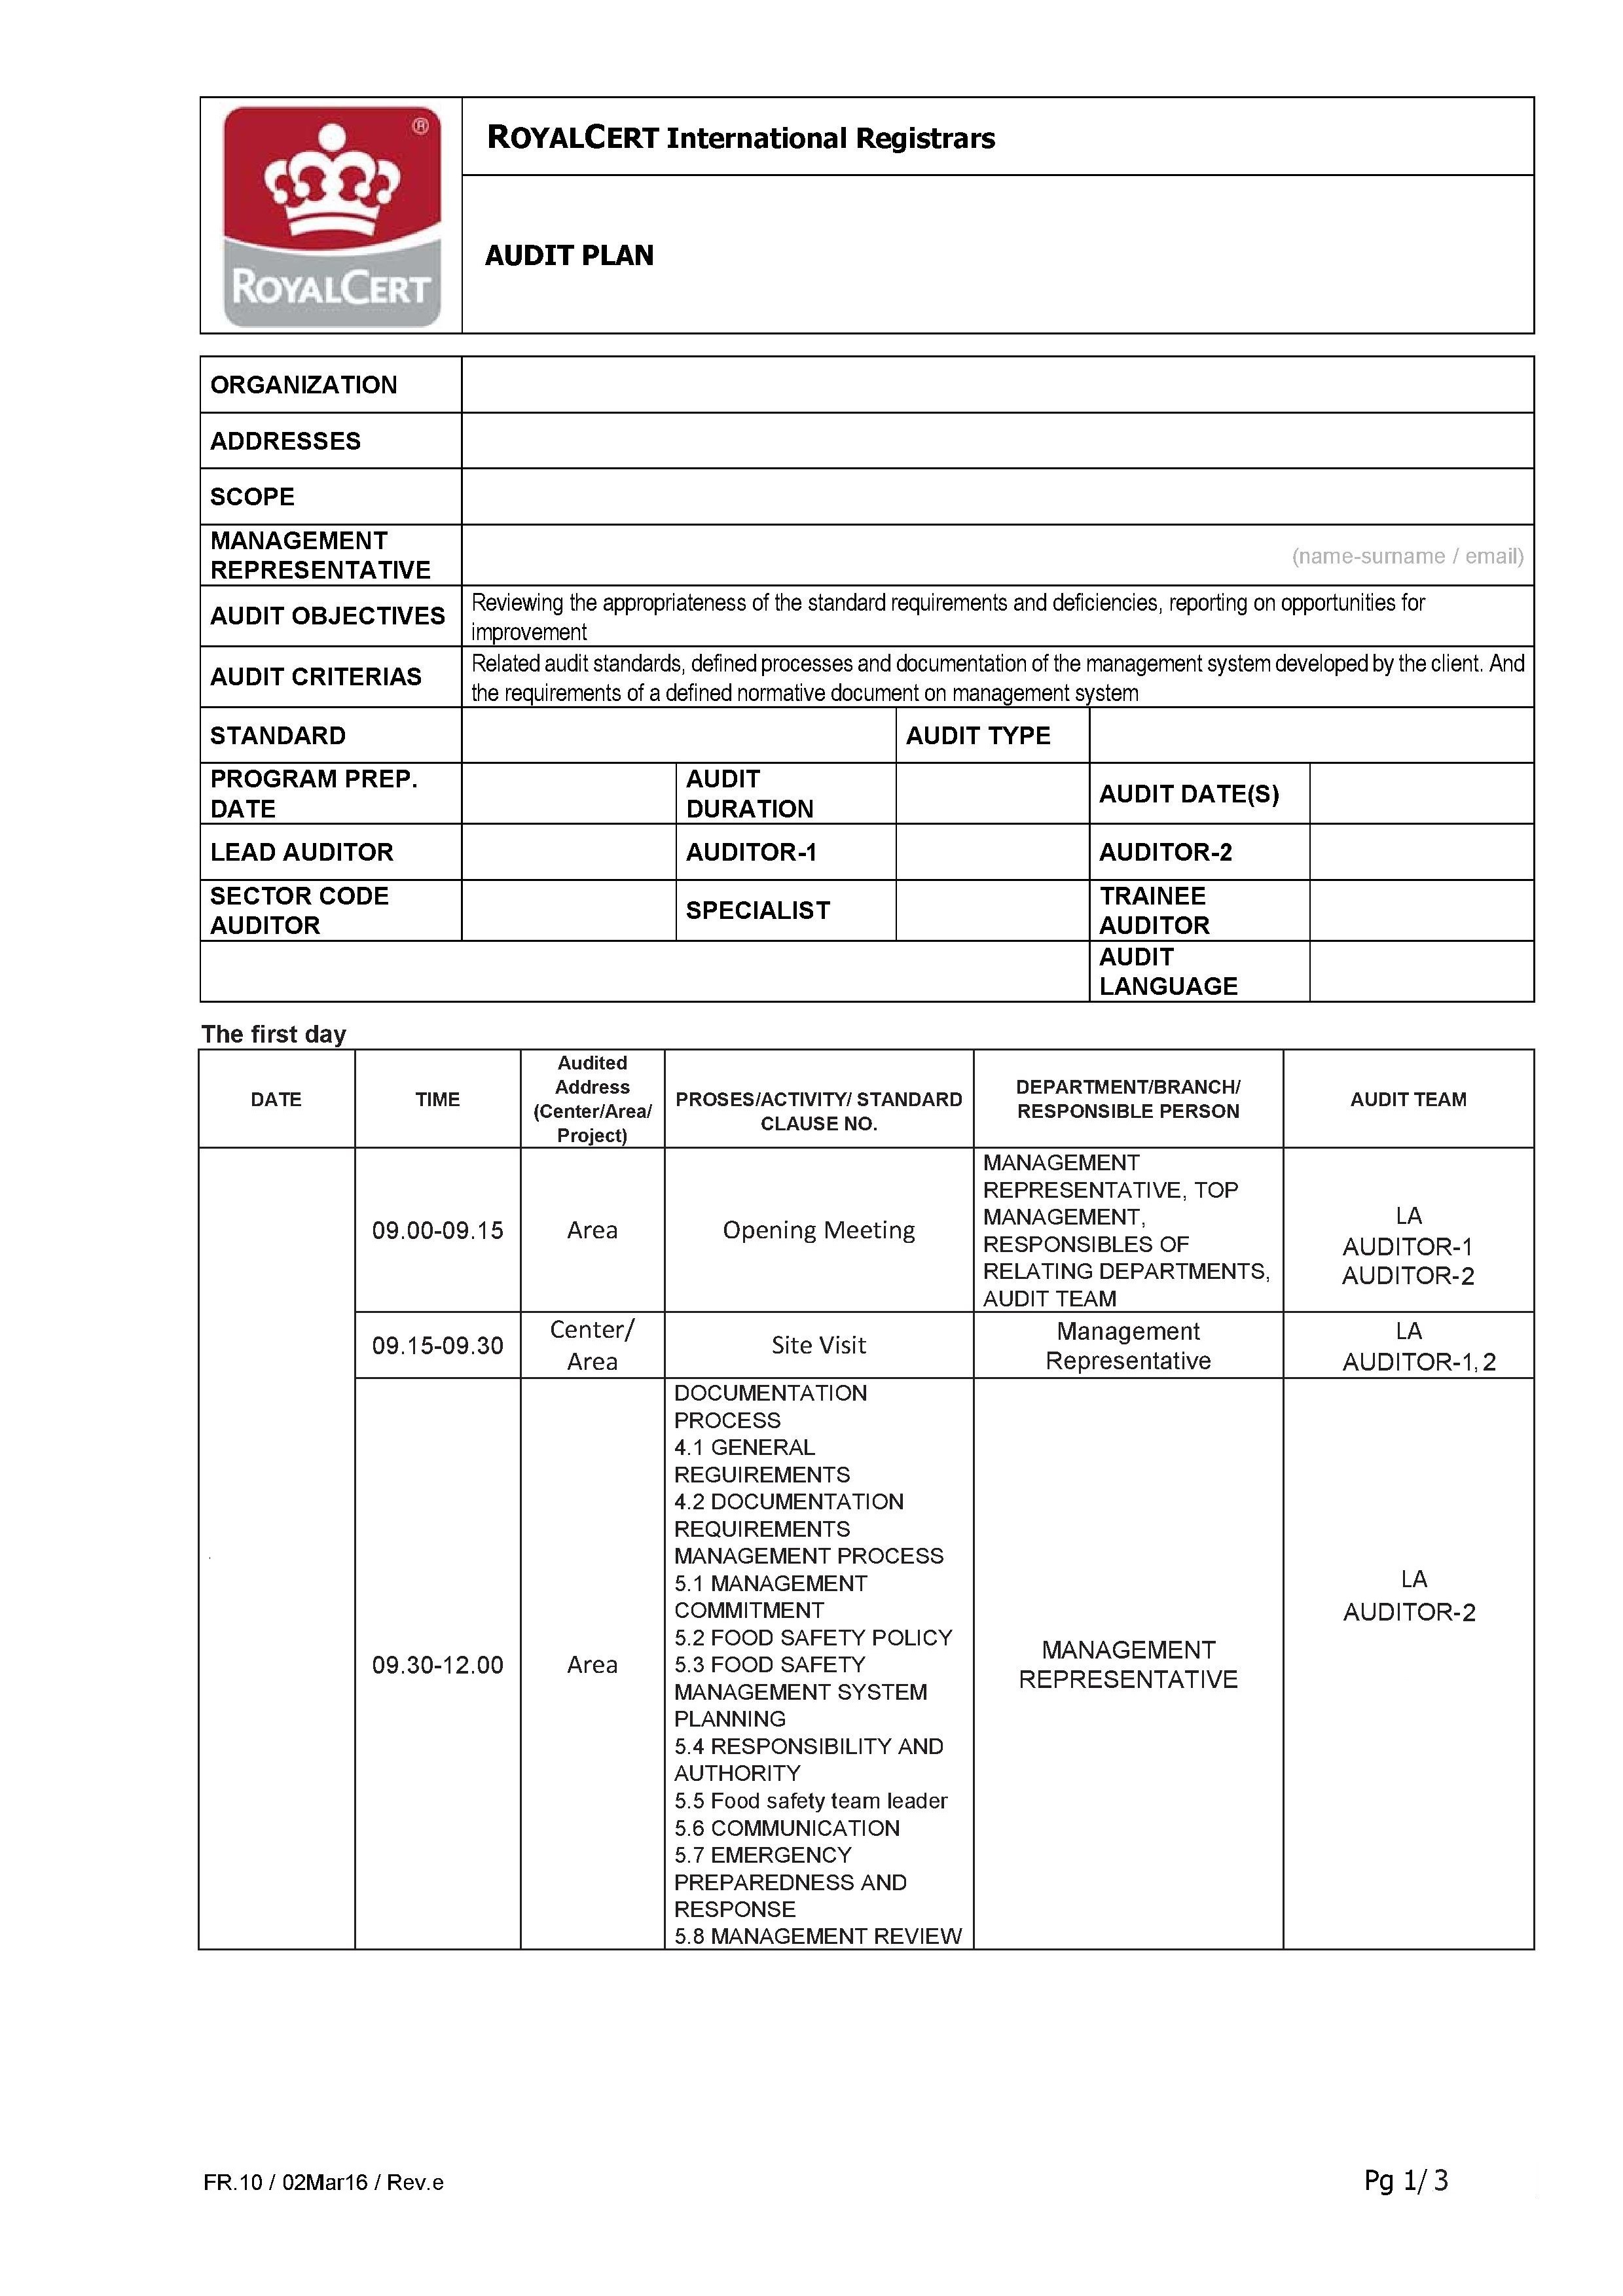 ®
ROYALCERT
ROYALCERT International Registrars
AUDIT PLAN
ORGANIZATION
ADDRESSES
SCOPE
MANAGEMENT
REPRESENTATIVE
(name-surname / email)
AUDIT OBJECTIVES
Reviewing the appropriateness of the standard requirements and deficiencies, reporting on opportunities for
improvement
AUDIT CRITERIAS
Related audit standards, defined processes and documentation of the management system developed by the client. And
the requirements of a defined normative document on management system
STANDARD
AUDIT TYPE
PROGRAM PREP.
DATE
AUDIT
DURATION
AUDIT DATE(S)
LEAD AUDITOR
AUDITOR-1
AUDITOR-2
SECTOR CODE
AUDITOR
SPECIALIST
TRAINEE
AUDITOR
AUDIT
LANGUAGE
The first day
DATE
TIME
Audited
Address
(Center/Area/
Project)
PROSES/ACTIVITY/ STANDARD
CLAUSE NO.
DEPARTMENT/BRANCH/
RESPONSIBLE PERSON
AUDIT TEAM
09.00-09.15
Area
Opening Meeting
MANAGEMENT
REPRESENTATIVE, TOP
MANAGEMENT,
RESPONSIBLES OF
RELATING DEPARTMENTS,
AUDIT TEAM
LA
AUDITOR-1
AUDITOR-2
09.15-09.30
Center/
Area
Site Visit
Management
Representative
LA
AUDITOR-1, 2
09.30-12.00
Area
DOCUMENTATION
PROCESS
4.1 GENERAL
REGUIREMENTS
4.2 DOCUMENTATION
REQUIREMENTS
MANAGEMENT PROCESS
5.1 MANAGEMENT
COMMITMENT
5.2 FOOD SAFETY POLICY
5.3 FOOD SAFETY
MANAGEMENT SYSTEM
PLANNING
5.4 RESPONSIBILITY AND
AUTHORITY
5.5 Food safety team leader
5.6 COMMUNICATION
5.7 EMERGENCY
PREPAREDNESS AND
RESPONSE
5.8 MANAGEMENT REVIEW
MANAGEMENT
REPRESENTATIVE
LA
AUDITOR-2
FR.10 / 02Mar16 / Rev.e
Pg 1/ 3